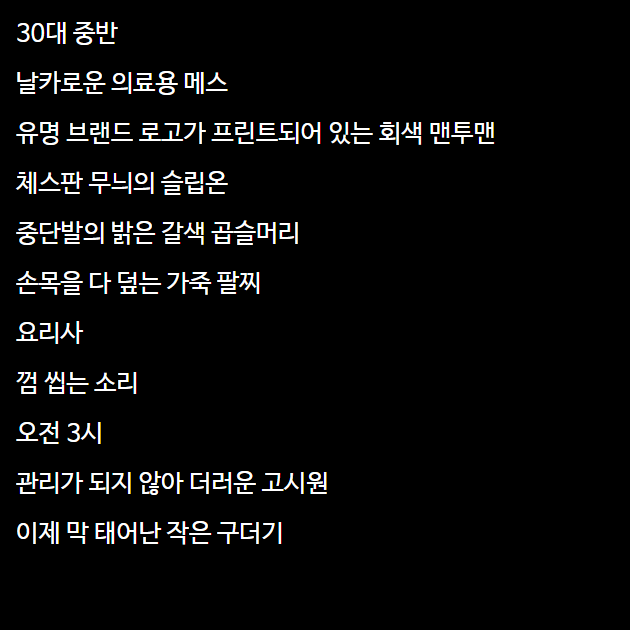 30대 중반
날카로운 의료용 메스
유명 브랜드 로고가 프린트되어 있는 회색 맨투맨
체스판 무늬의 슬립온
중단발의 밝은 갈색 곱슬머리
손목을 다 덮는 가죽 팔찌
요리사
껌 씹는 소리
오전 3시
관리가 되지 않아 더러운 고시원
이제 막 태어난 작은 구더기